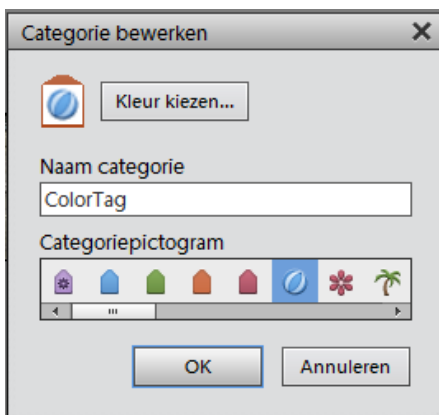 Categorie bewerken
Kleur kiezen...
Naam categorie
ColorTag
Categoriepictogram
OK Annuleren